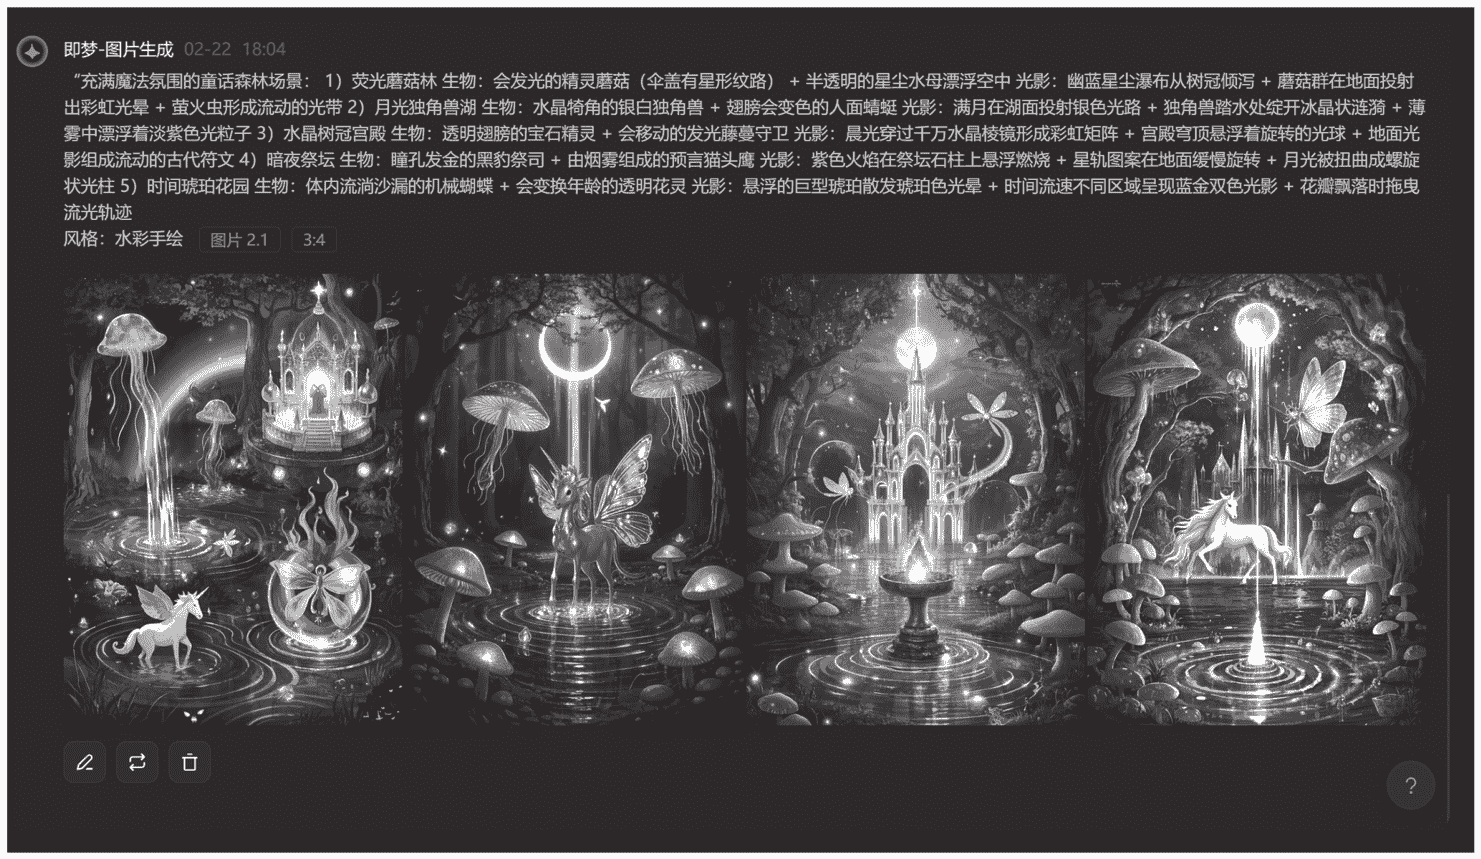 即梦-图片生成 02-22 18:04
“充满魔法氛围的童话森林场景： 1）荧光蘑菇林 生物：会发光的精灵蘑菇（伞盖有星形纹路） + 半透明的星尘水母漂浮空中 光影：幽蓝星尘瀑布从树冠倾泻 + 蘑菇群在地面投射
出彩虹光晕 + 萤火虫形成流动的光带 2）月光独角兽湖 生物：水晶犄角的银白独角兽 + 翅膀会变色的人面蜻蜓 光影：满月在湖面投射银色光路 + 独角兽踏水处绽开冰晶状涟漪 + 薄
雾中漂浮着淡紫色光粒子 3）水晶树冠宫殿 生物：透明翅膀的宝石精灵 + 会移动的发光藤蔓守卫 光影：晨光穿过千万水晶棱镜形成彩虹矩阵 + 宫殿穹顶悬浮着旋转的光球 + 地面光
影组成流动的古代符文 4）暗夜祭坛 生物：瞳孔发金的黑豹祭司 + 由烟雾组成的预言猫头鹰 光影：紫色火焰在祭坛石柱上悬浮燃烧 + 星轨图案在地面缓慢旋转 + 月光被扭曲成螺旋
状光柱 5）时间琥珀花园 生物：体内流淌沙漏的机械蝴蝶 + 会变换年龄的透明花灵 光影：悬浮的巨型琥珀散发琥珀色光晕 + 时间流速不同区域呈现蓝金双色光影 + 花瓣飘落时拖曳
流光轨迹
风格：水彩手绘 图片 2.1 3:4
?